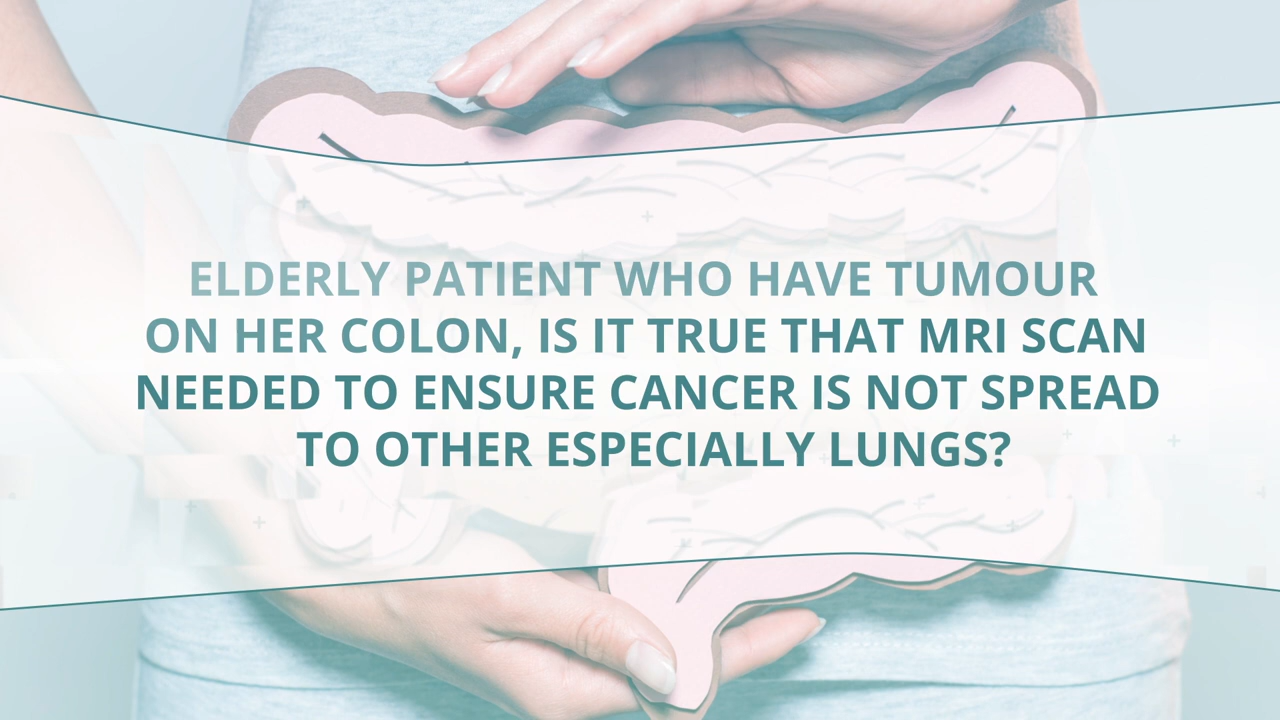 ELDERLY PATIENT WHO HAVE TUMOUR
ON HER COLON, IS IT TRUE THAT MRI SCAN
NEEDED TO ENSURE CANCER IS NOT SPREAD
TO OTHER ESPECIALLY LUNGS?